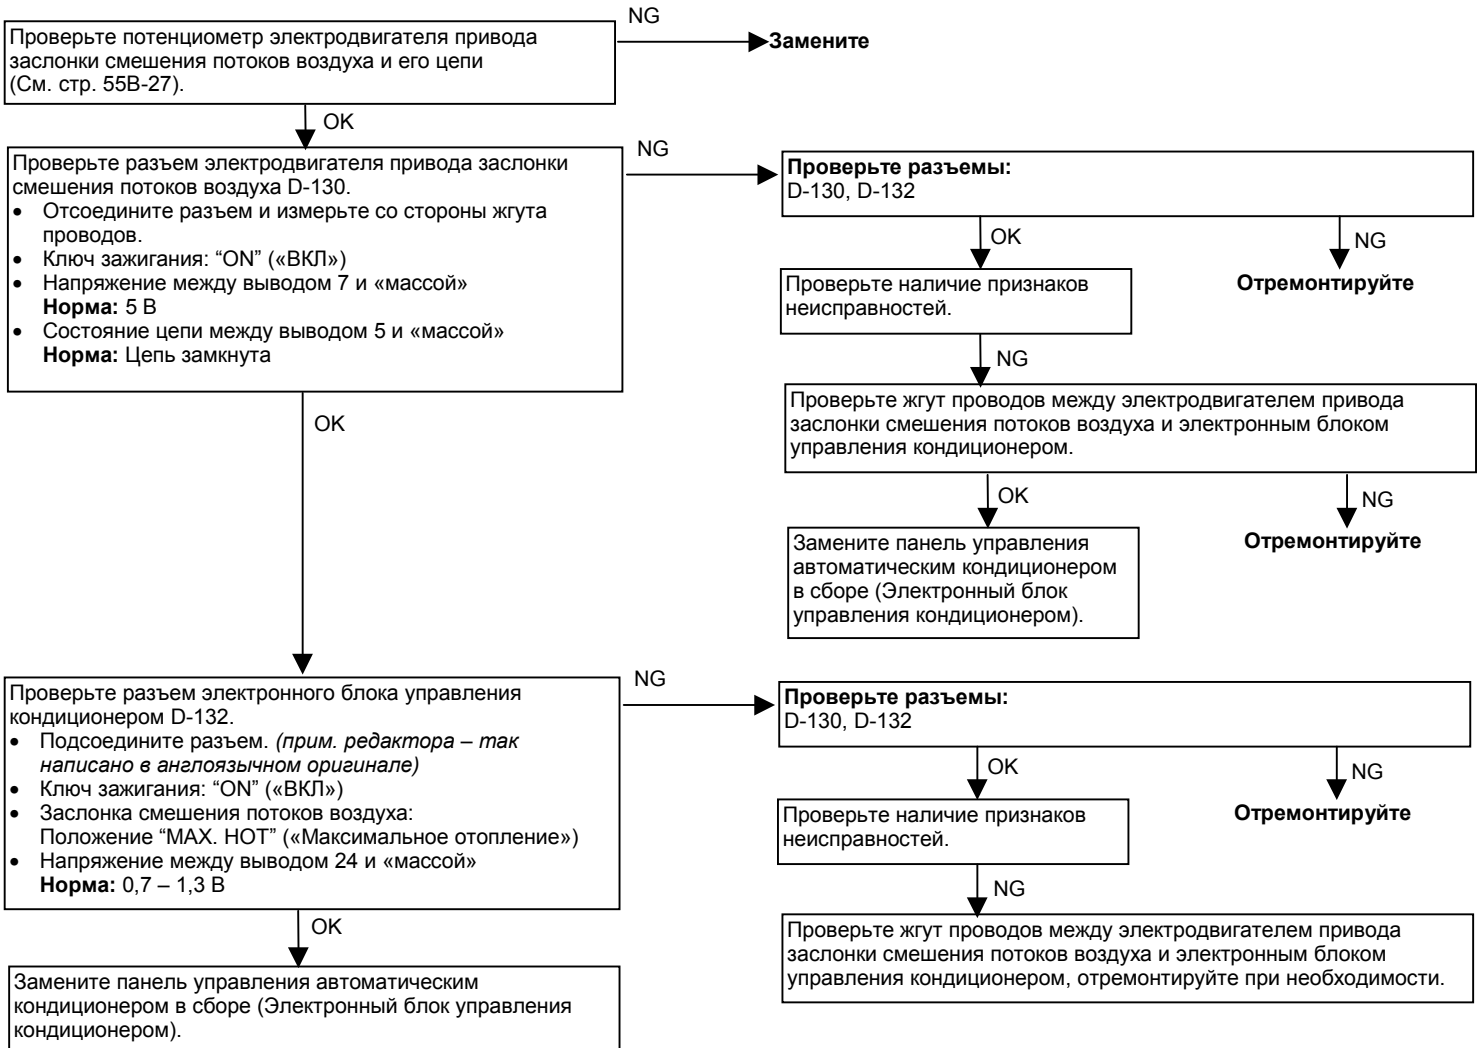 NG
Проверьте потенциометр электродвигателя привода
заслонки смешения потоков воздуха и его цепи
(См. стр. 55В-27).
Замените
OK
Проверьте разъем электродвигателя привода заслонки
смешения потоков воздуха D-130.
• Отсоедините разъем и измерьте со стороны жгута
проводов.
• Ключ зажигания: “ON” («ВКЛ»)
• Напряжение между выводом 7 и «массой»
Норма: 5 В
• Состояние цепи между выводом 5 и «массой»
Норма: Цепь замкнута
NG
Проверьте разъемы:
D-130, D-132
OK
NG
Проверьте наличие признаков
неисправностей.
Отремонтируйте
NG
Проверьте жгут проводов между электродвигателем привода
заслонки смешения потоков воздуха и электронным блоком
управления кондиционером.
OK
OK
NG
Замените панель управления
автоматическим кондиционером
в сборе (Электронный блок
управления кондиционером).
Отремонтируйте
Проверьте разъем электронного блока управления
кондиционером D-132.
• Подсоедините разъем. (прим. редактора – так
написано в англоязычном оригинале)
• Ключ зажигания: “ON” («ВКЛ»)
• Заслонка смешения потоков воздуха:
Положение “MAX. HOT” («Максимальное отопление»)
• Напряжение между выводом 24 и «массой»
Норма: 0,7 – 1,3 В
NG
Проверьте разъемы:
D-130, D-132
OK
NG
Проверьте наличие признаков
неисправностей.
Отремонтируйте
NG
Проверьте жгут проводов между электродвигателем привода
заслонки смешения потоков воздуха и электронным блоком
управления кондиционером, отремонтируйте при необходимости.
OK
Замените панель управления автоматическим
кондиционером в сборе (Электронный блок управления
кондиционером).